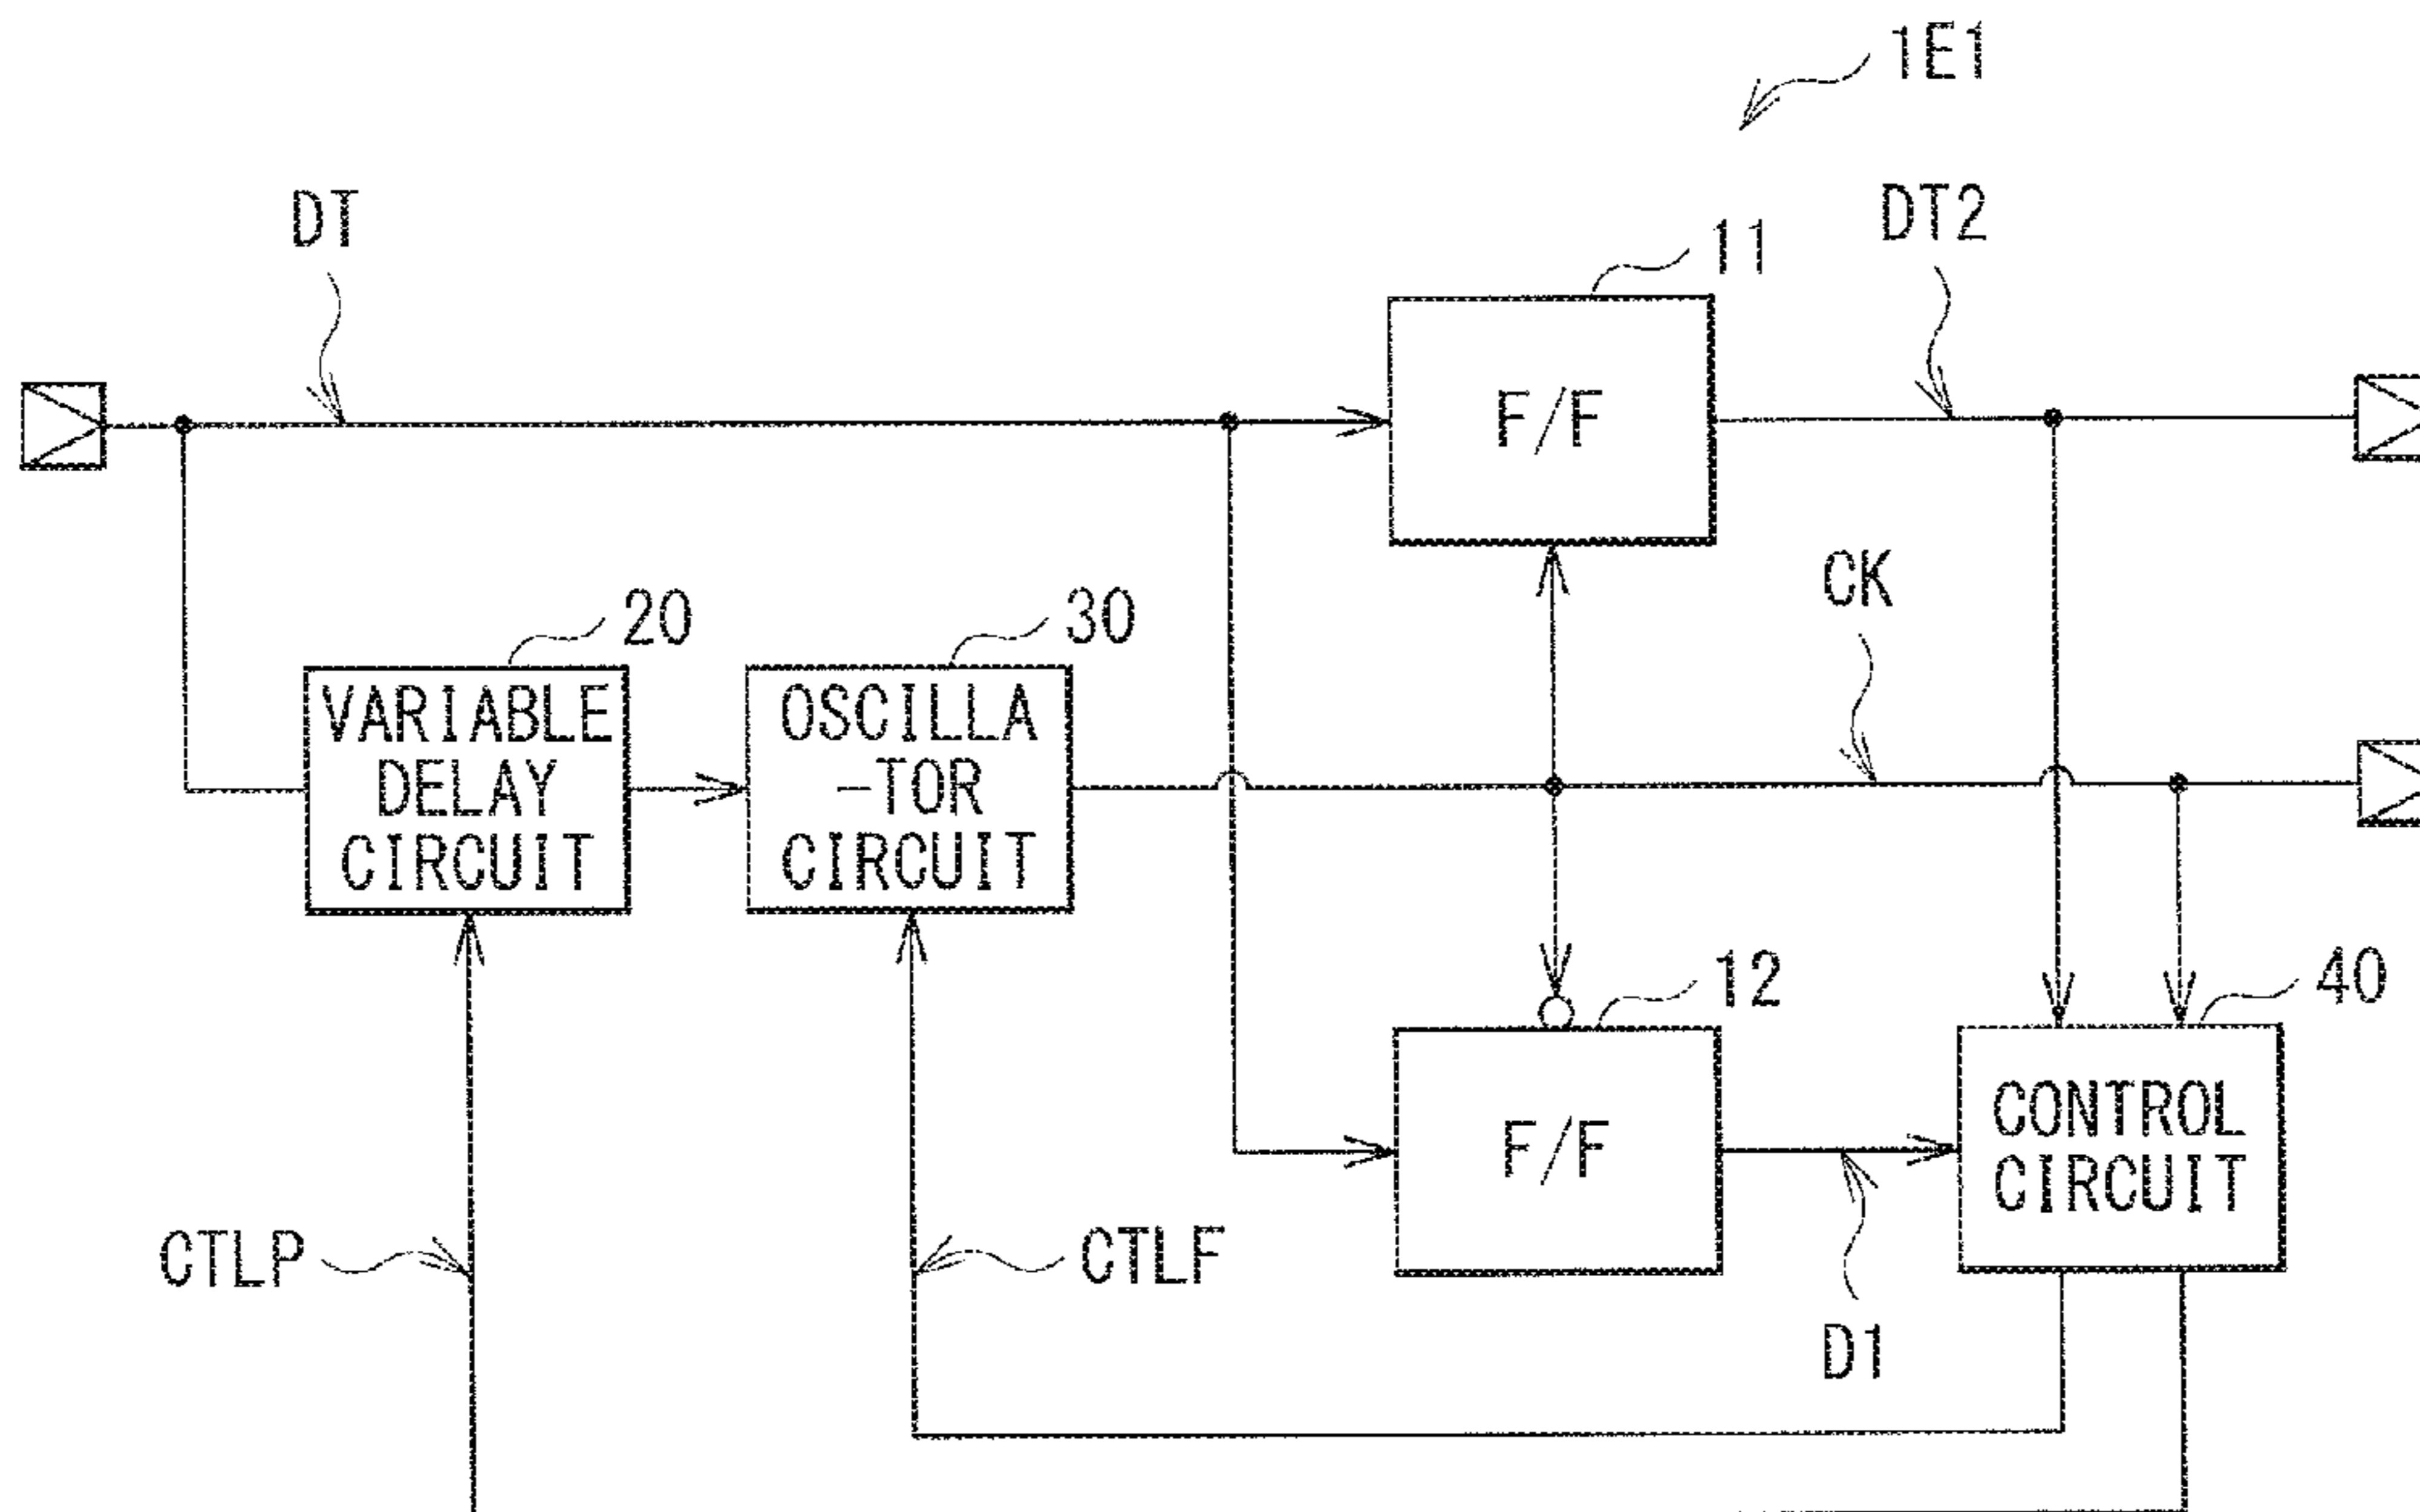 1E1
DT
11
DT2
F/F
CK
20
30
VARIABLE
DELAY
CIRCUIT
OSCILLA
-TOR
CIRCUIT
12
40
F/F
CONTROL
CIRCUIT
CTLP
CTLF
D1